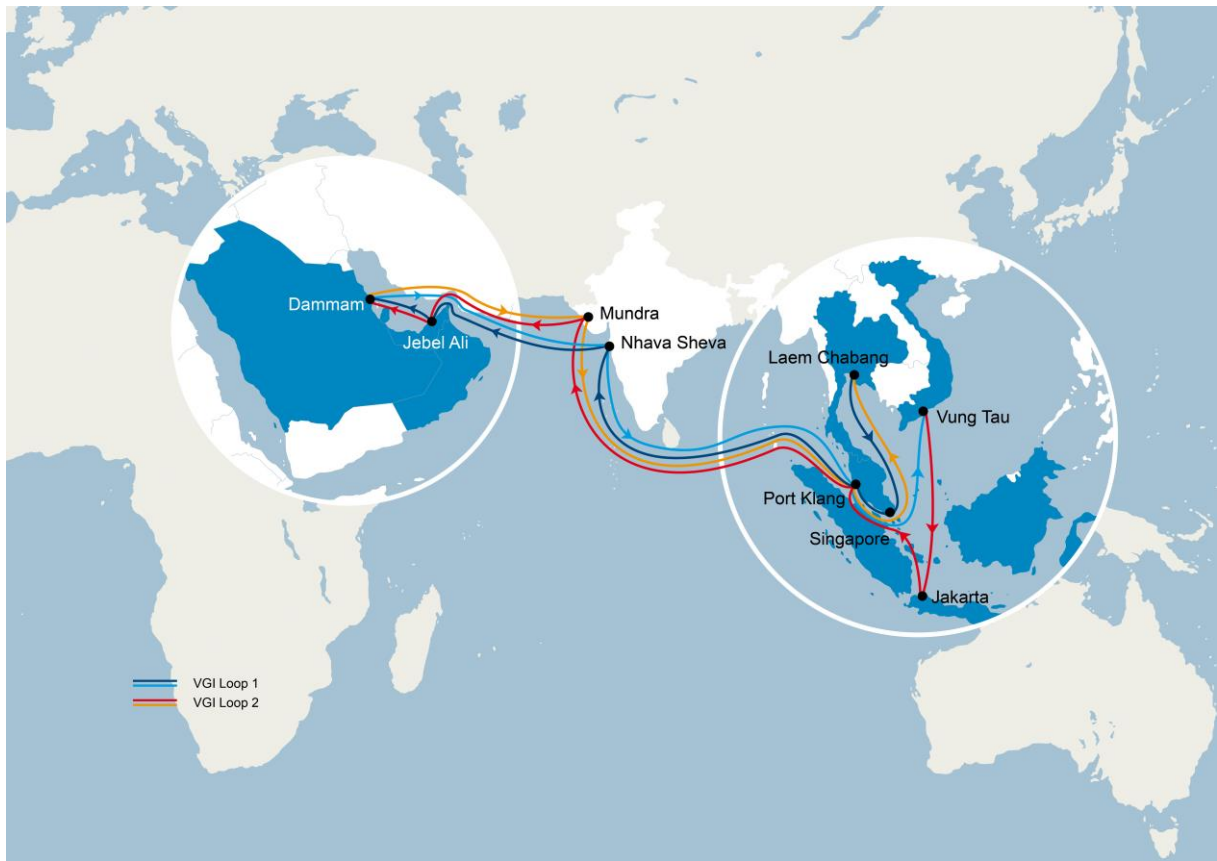 Dammam
Jebel Ali
Mundra
Nhava Sheva
Laem Chabang
Vung Tau
Port Klang
Singapore
Jakarta
VGI Loop 1
VGI Loop 2